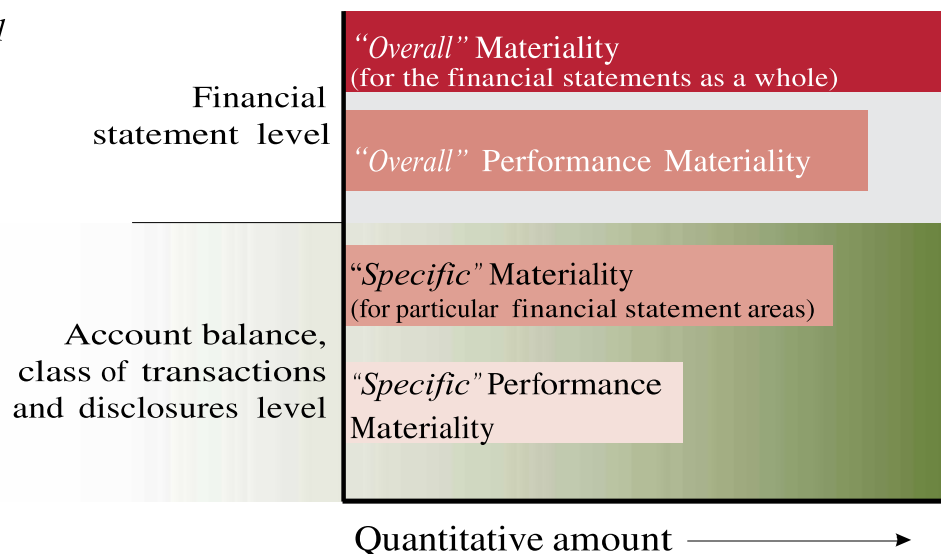 “Overall” Materiality
(for the financial statements as a whole)
Financial
statement level
“Overall” Performance Materiality
“Specific” Materiality
(for particular financial statement areas)
Account balance,
class of transactions
and disclosures level
“Specific” Performance
Materiality
Quantitative amount